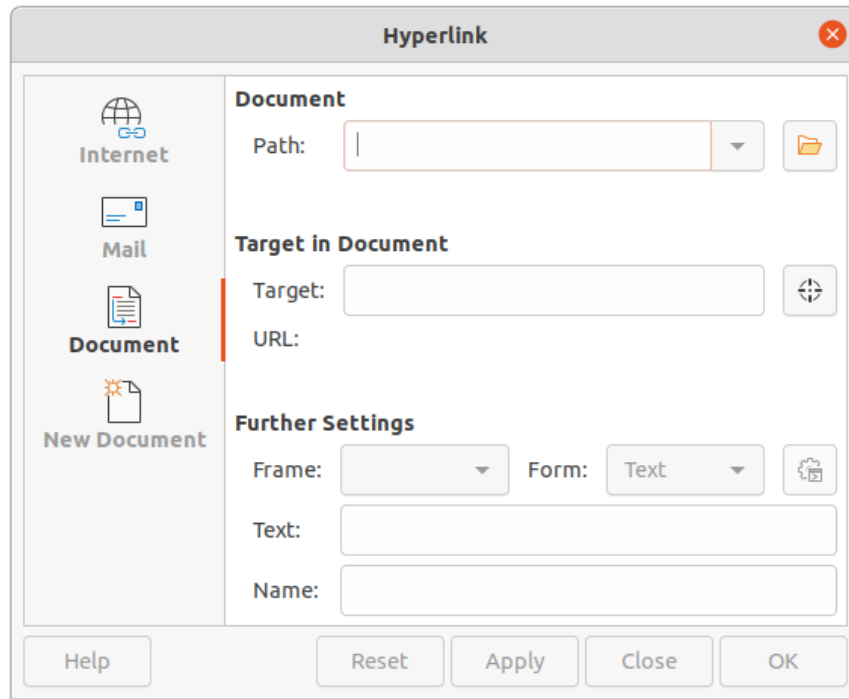 Hyperlink
Internet
Mail
Document
New Document
Document
Path:
Target in Document
Target:
URL:
Further Settings
Frame:
Form: Text
Text:
Name:
Help Reset Apply Close OK